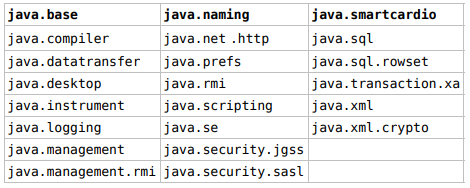 java.base java.naming java.smartcardio
java.compiler java.net.http java.sql
java.datatransfer java.prefs java.sql.rowset
java.desktop java.rmi java.transaction.xa
java.instrument java.scripting java.xml
java.logging java.se java.xml.crypto
java.management java.security.jgss
java.management.rmi java.security.sasl